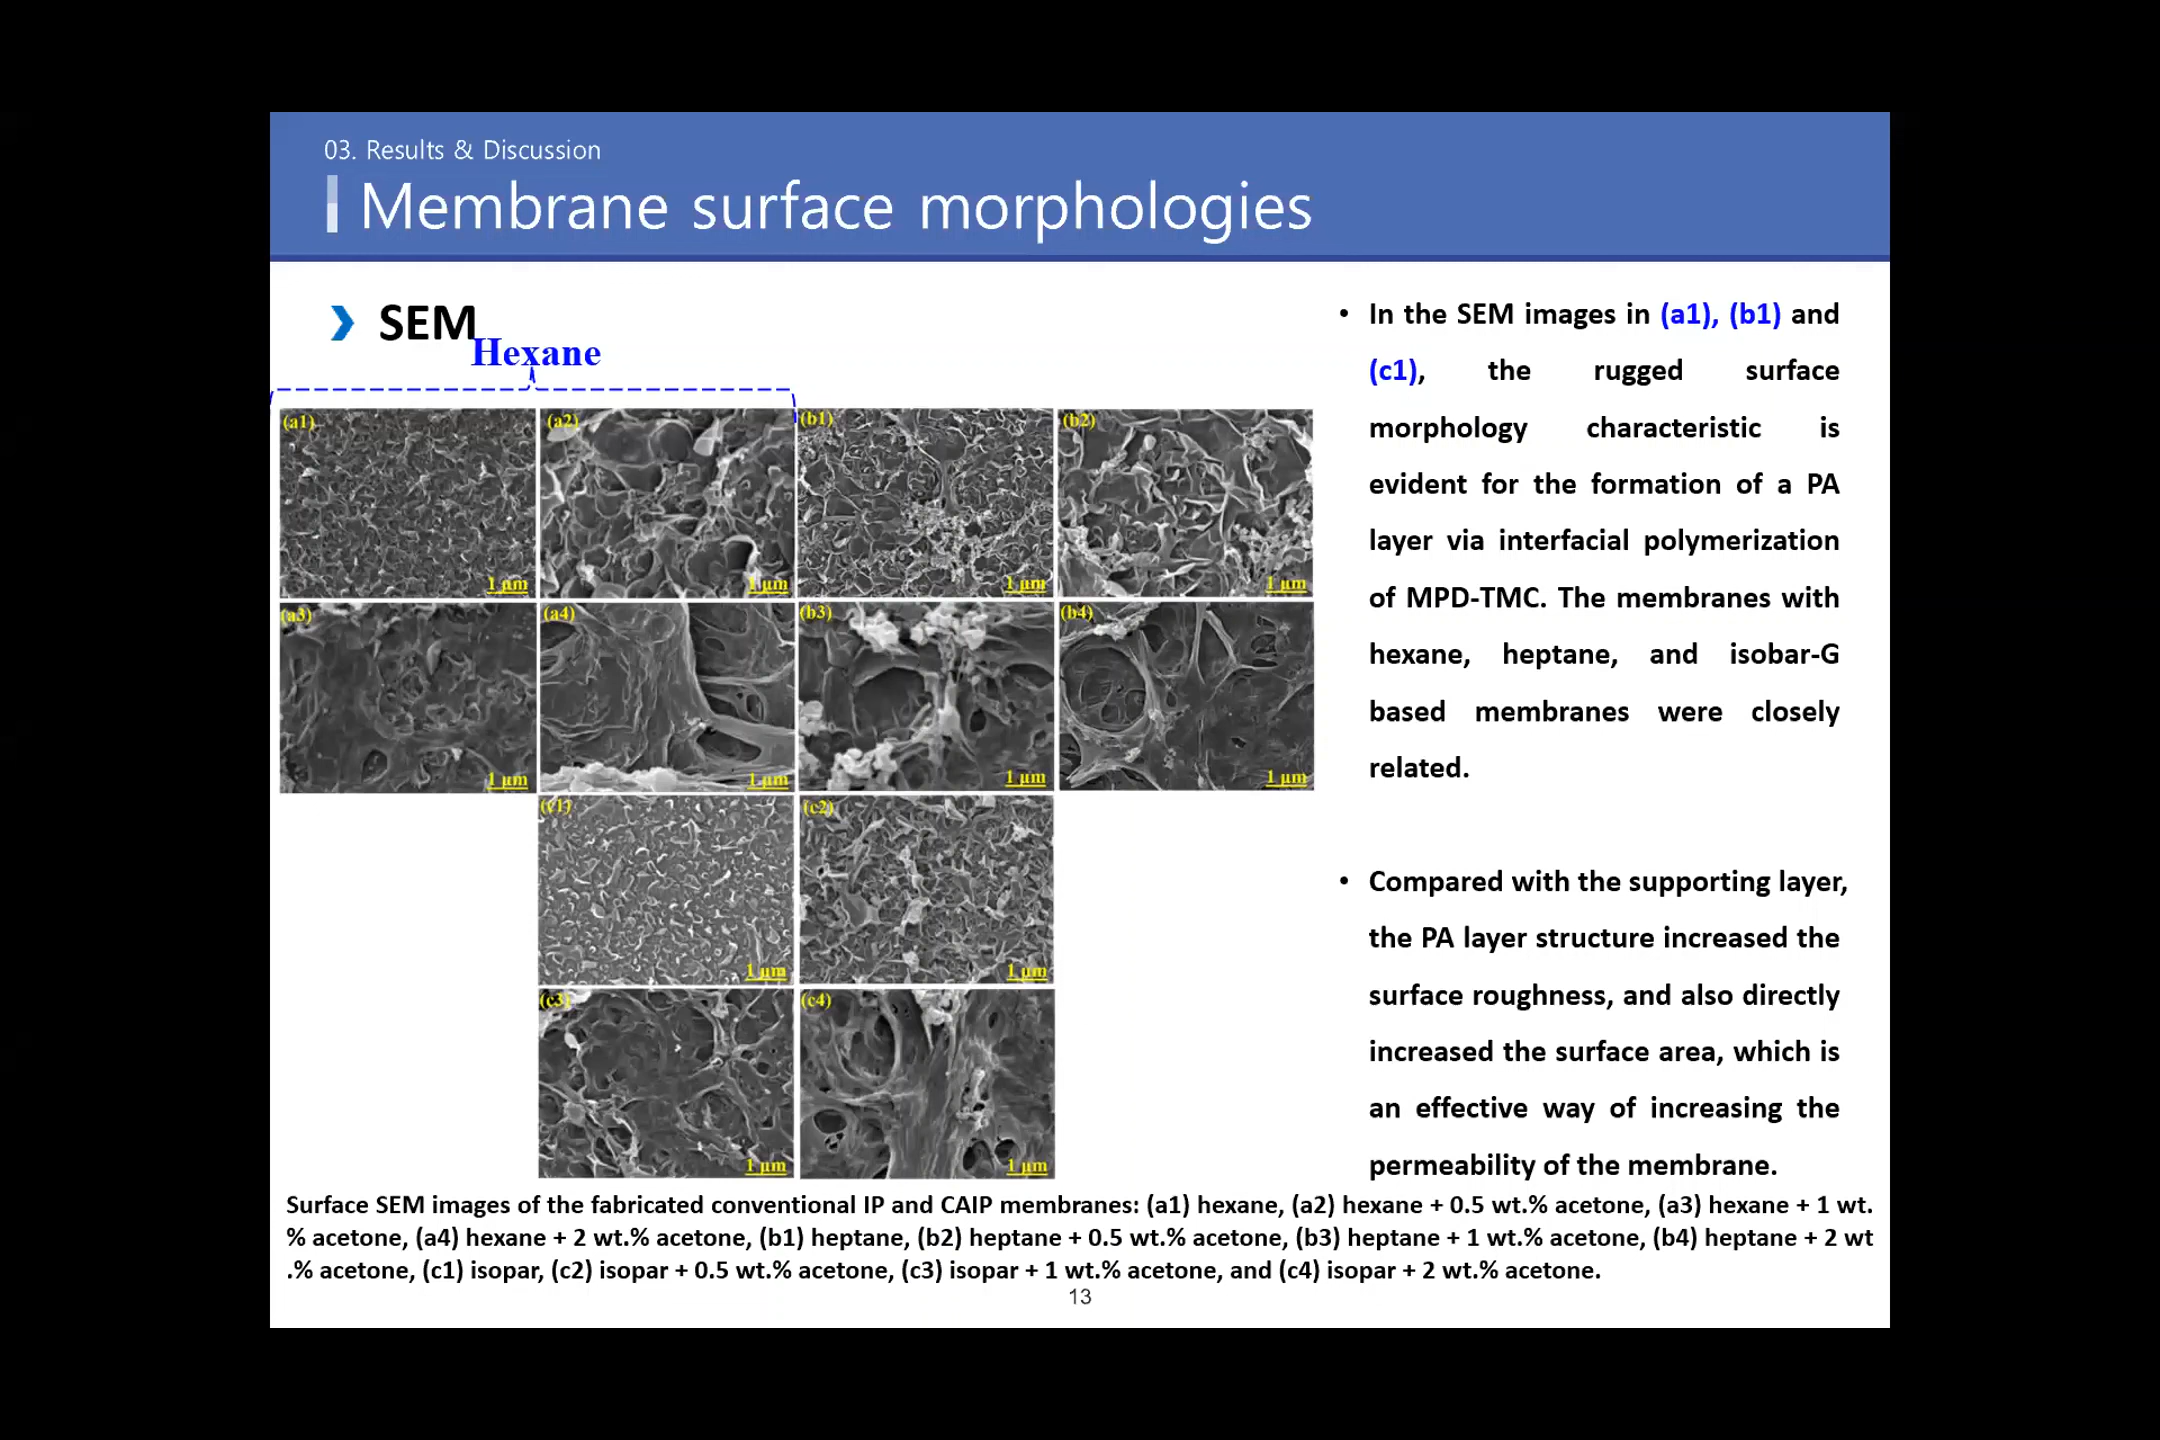 03. Results & Discussion
Membrane surface morphologies
SEM
Hexane
(a1)
(a2)
(b1)
(b2)
1 μm
1 μm
1 μm
1 μm
(a3)
(a4)
(b3)
(b4)
1 μm
1 μm
1 μm
1 μm
(c1)
(c2)
1 μm
1 μm
(c3)
(c4)
1 μm
1 μm
• In the SEM images in (a1), (b1) and
(c1), the rugged surface
morphology characteristic is
evident for the formation of a PA
layer via interfacial polymerization
of MPD-TMC. The membranes with
hexane, heptane, and isobar-G
based membranes were closely
related.
• Compared with the supporting layer,
the PA layer structure increased the
surface roughness, and also directly
increased the surface area, which is
an effective way of increasing the
permeability of the membrane.
Surface SEM images of the fabricated conventional IP and CAIP membranes: (a1) hexane, (a2) hexane + 0.5 wt.% acetone, (a3) hexane + 1 wt.
% acetone, (a4) hexane + 2 wt.% acetone, (b1) heptane, (b2) heptane + 0.5 wt.% acetone, (b3) heptane + 1 wt.% acetone, (b4) heptane + 2 wt
.% acetone, (c1) isopar, (c2) isopar + 0.5 wt.% acetone, (c3) isopar + 1 wt.% acetone, and (c4) isopar + 2 wt.% acetone.
13